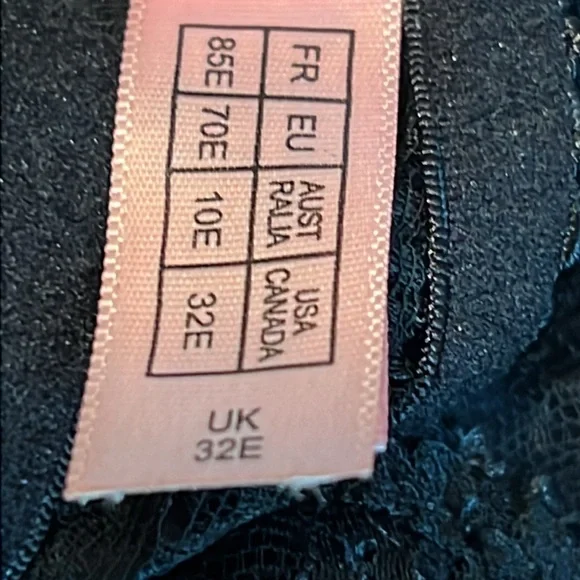 FR
EU
AUST
RALIA
USA
CANADA
85E
70E
10E
32E
UK
32E